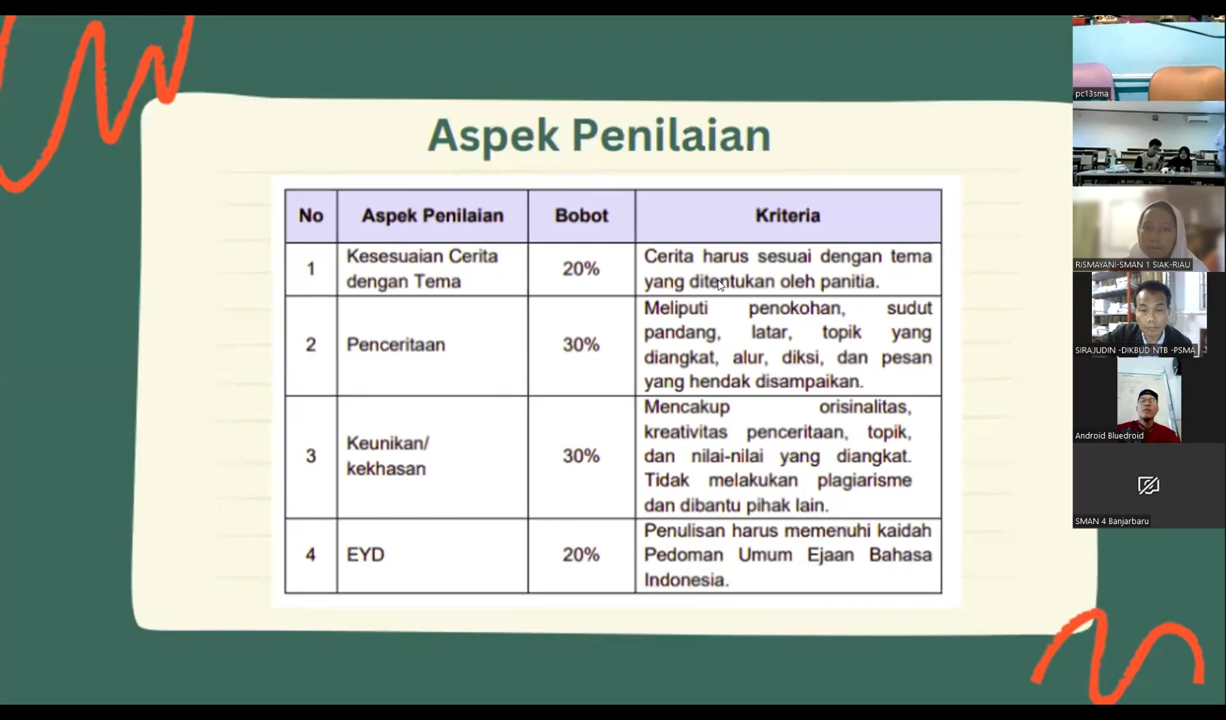 Aspek Penilaian
No Aspek Penilaian Bobot Kriteria
1 Kesesuaian Cerita dengan Tema 20% Cerita harus sesuai dengan tema
yang ditentukan oleh panitia.
2 Penceritaan 30% Meliputi penokohan, sudut
pandang, latar, topik yang
diangkat, alur, diksi, dan pesan
yang hendak disampaikan.
3 Keunikan/
kekhasan 30% Mencakup orisinalitas,
kreativitas penceritaan, topik,
dan nilai-nilai yang diangkat.
Tidak melakukan plagiarisme
dan dibantu pihak lain.
4 EYD 20% Penulisan harus memenuhi kaidah
Pedoman Umum Ejaan Bahasa
Indonesia.
pc13sma
RISMAYANI-SMAN 1 SIAK-RIAU
SIRAJUDIN -DIKBUD NTB -PSMA
Android Bluedroid
SMAN 4 Banjarbaru